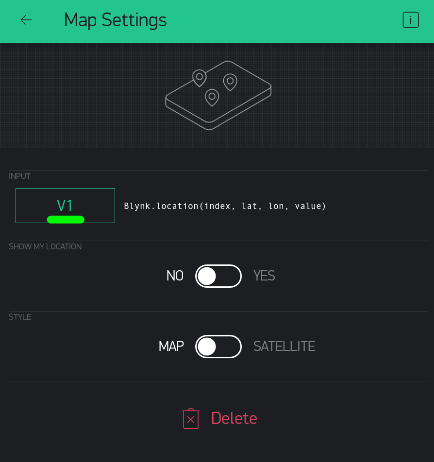 Map Settings
INPUT
V1
Blynk.location(index, lat, lon, value)
SHOW MY LOCATION
NO YES
STYLE
MAP SATELLITE
Delete